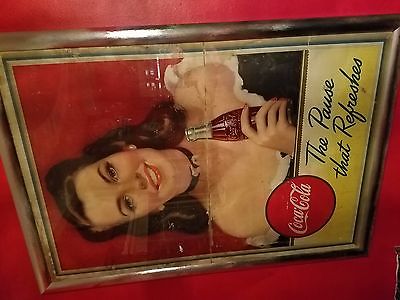 The Pause
that Refreshes
Coca-Cola